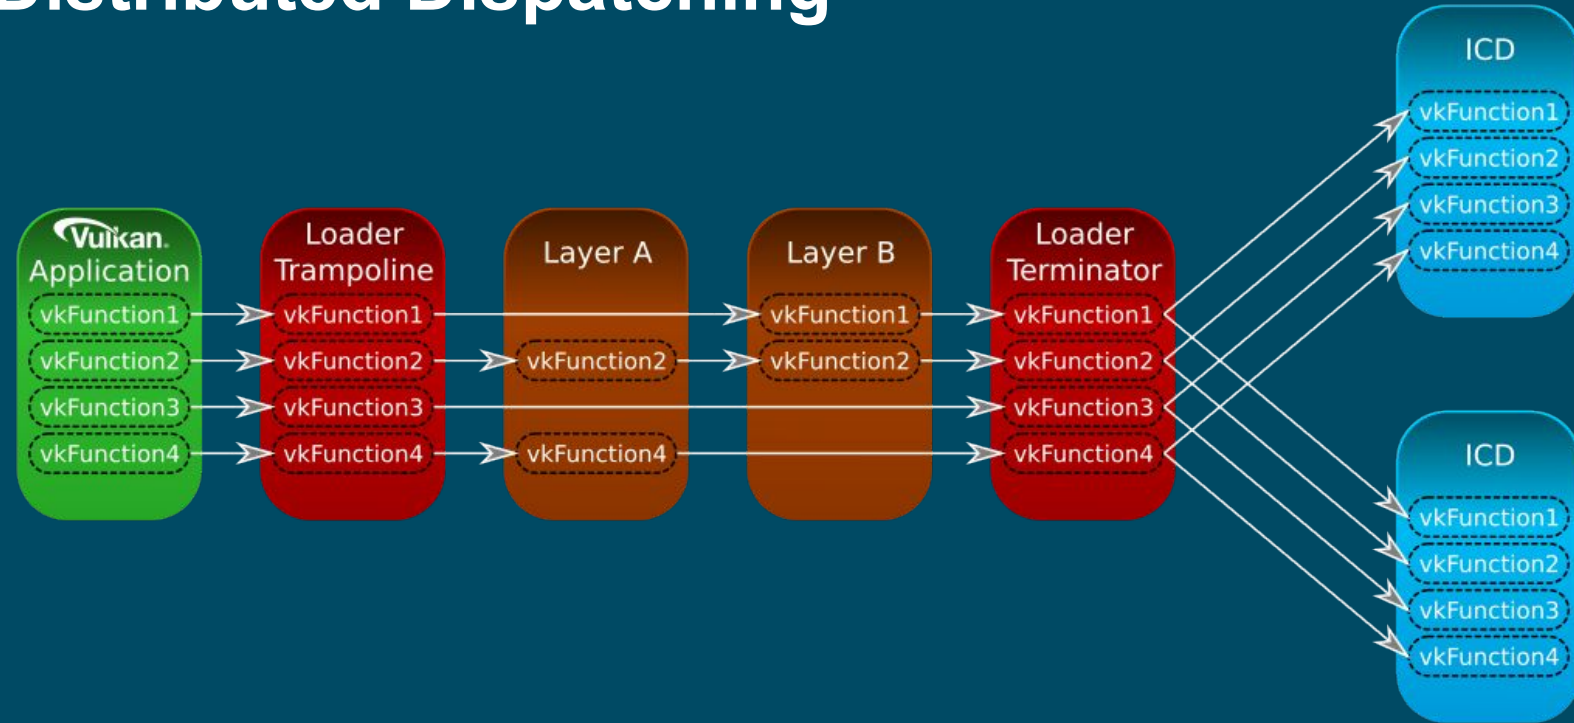 Distributed Dispatching
Vulkan.
Application
vkFunction1
vkFunction2
vkFunction3
vkFunction4
Loader
Trampoline
vkFunction1
vkFunction2
vkFunction3
vkFunction4
Layer A
vkFunction2
vkFunction4
Layer B
vkFunction1
vkFunction2
Loader
Terminator
vkFunction1
vkFunction2
vkFunction3
vkFunction4
ICD
vkFunction1
vkFunction2
vkFunction3
vkFunction4
ICD
vkFunction1
vkFunction2
vkFunction3
vkFunction4